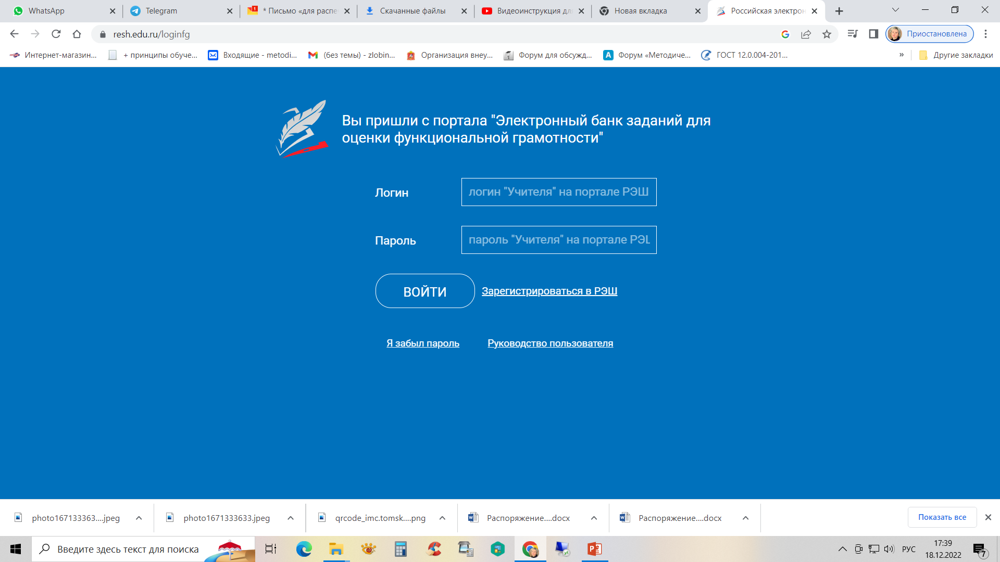 WhatsApp
Telegram
* Письмо «для распе
Скачанные файлы
Видеоинструкция дл
Новая вкладка
Российская электрон
resh.edu.ru/loginfg
Приостановлена
Интернет-магазин...
+ принципы обуче...
Входящие - metodi...
(без темы) - zlobin...
Организация внеу...
Форум для обсужд...
Форум «Методиче...
ГОСТ 12.0.004-201...
»
Другие закладки
Вы пришли с портала "Электронный банк заданий для
оценки функциональной грамотности"
Логин
логин "Учителя" на портале РЭШ
Пароль
пароль "Учителя" на портале РЭ
ВОЙТИ
Зарегистрироваться в РЭШ
Я забыл пароль
Руководство пользователя
photo167133363....jpeg
photo1671333633.jpeg
qrcode_imc.tomsk....png
Распоряжение....docx
Распоряжение....docx
Показать все
Введите здесь текст для поиска
РУС
17:39
18.12.2022
7